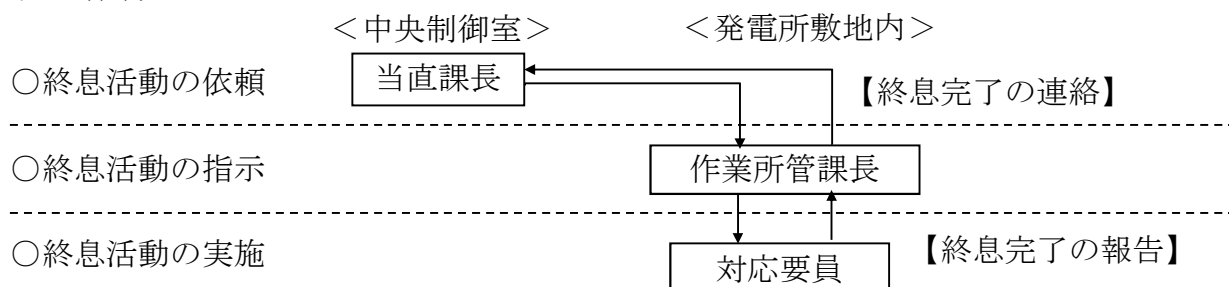 ＜中央制御室＞ ＜発電所敷地内＞
○終息活動の依頼 当直課長 【終息完了の連絡】
○終息活動の指示 作業所管課長
○終息活動の実施 対応要員 【終息完了の報告】